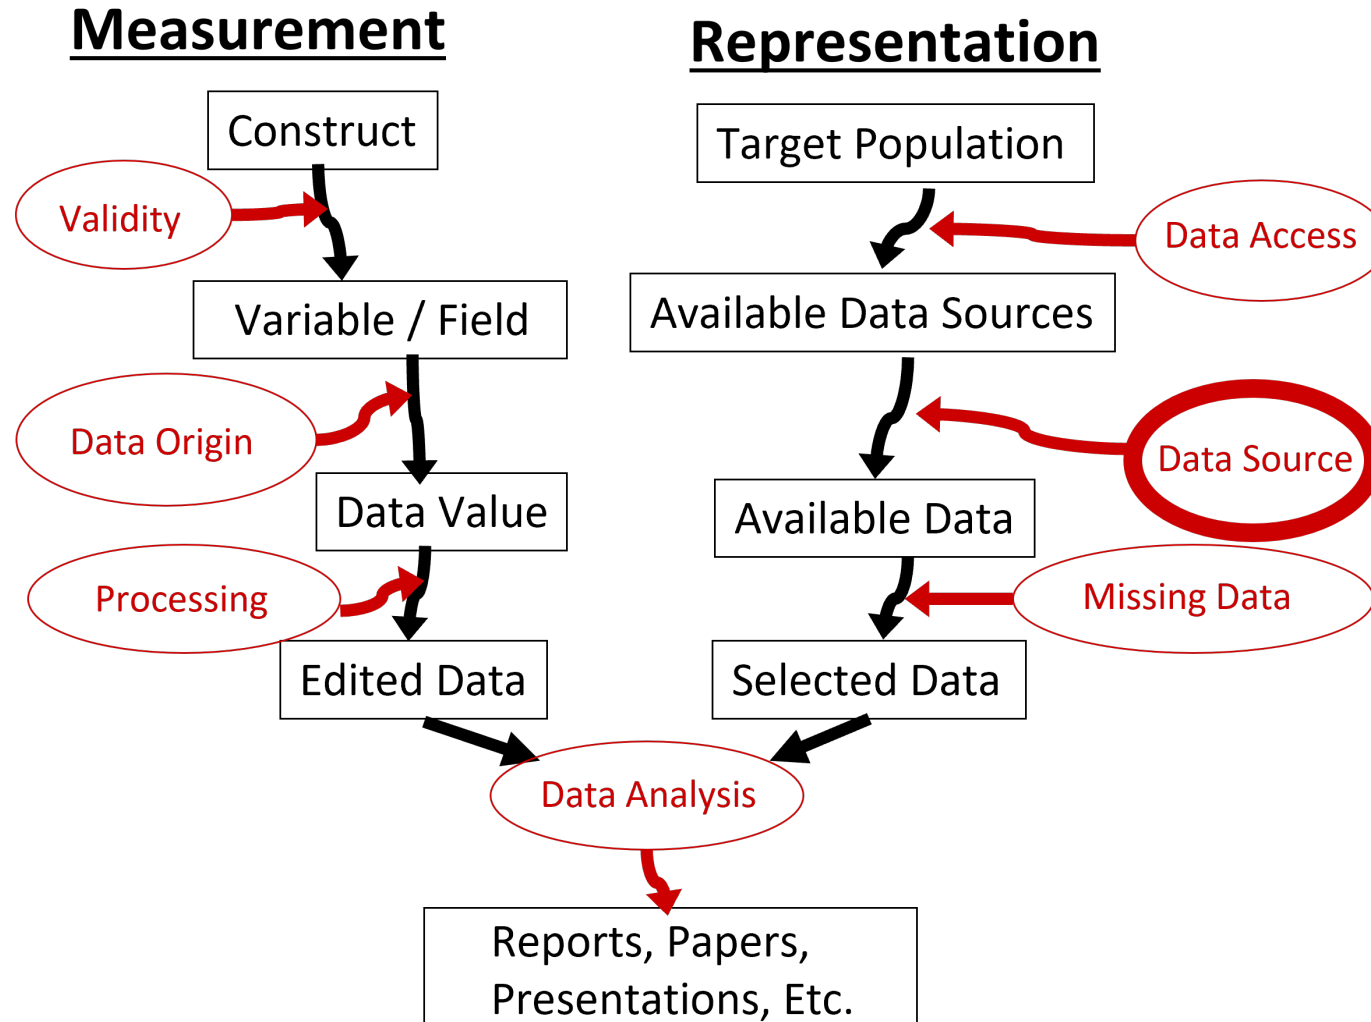 Measurement
Representation
Construct
Target Population
Validity
Data Access
Variable / Field
Available Data Sources
Data Origin
Data Source
Data Value
Available Data
Processing
Missing Data
Edited Data
Selected Data
Data Analysis
Reports, Papers,
Presentations, Etc.